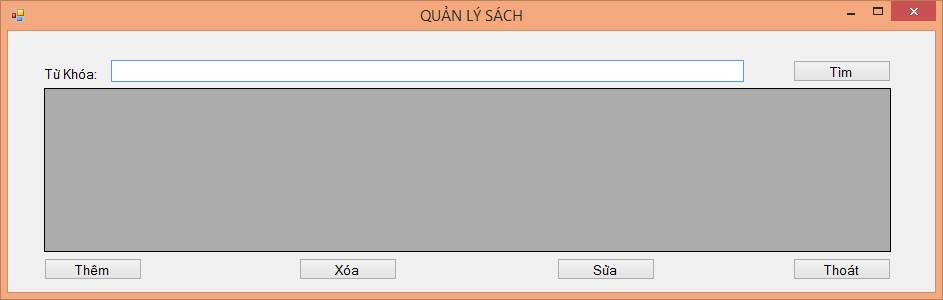 QUẢN LÝ SÁCH
Từ Khóa:
Tìm
Thêm
Xóa
Sửa
Thoát